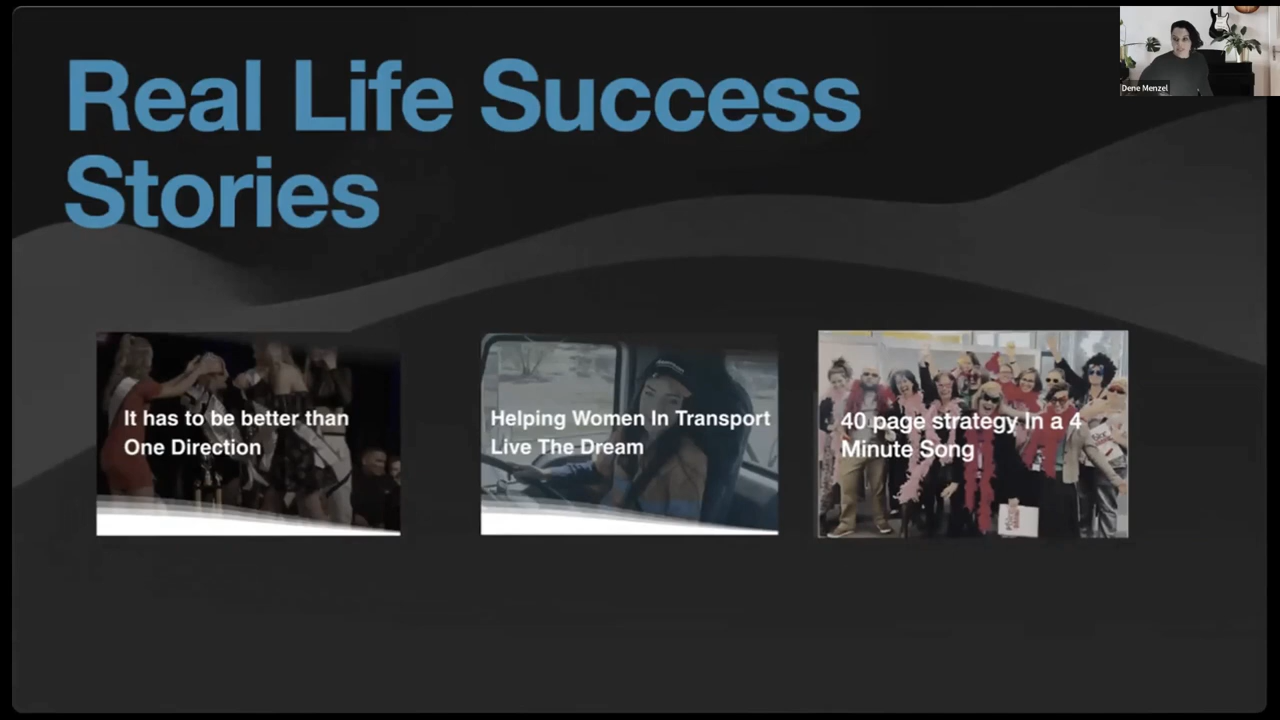 Real Life Success
Stories
Dene Menzel
It has to be better than
One Direction
Helping Women In Transport
Live The Dream
40 page strategy In a 4
Minute Song